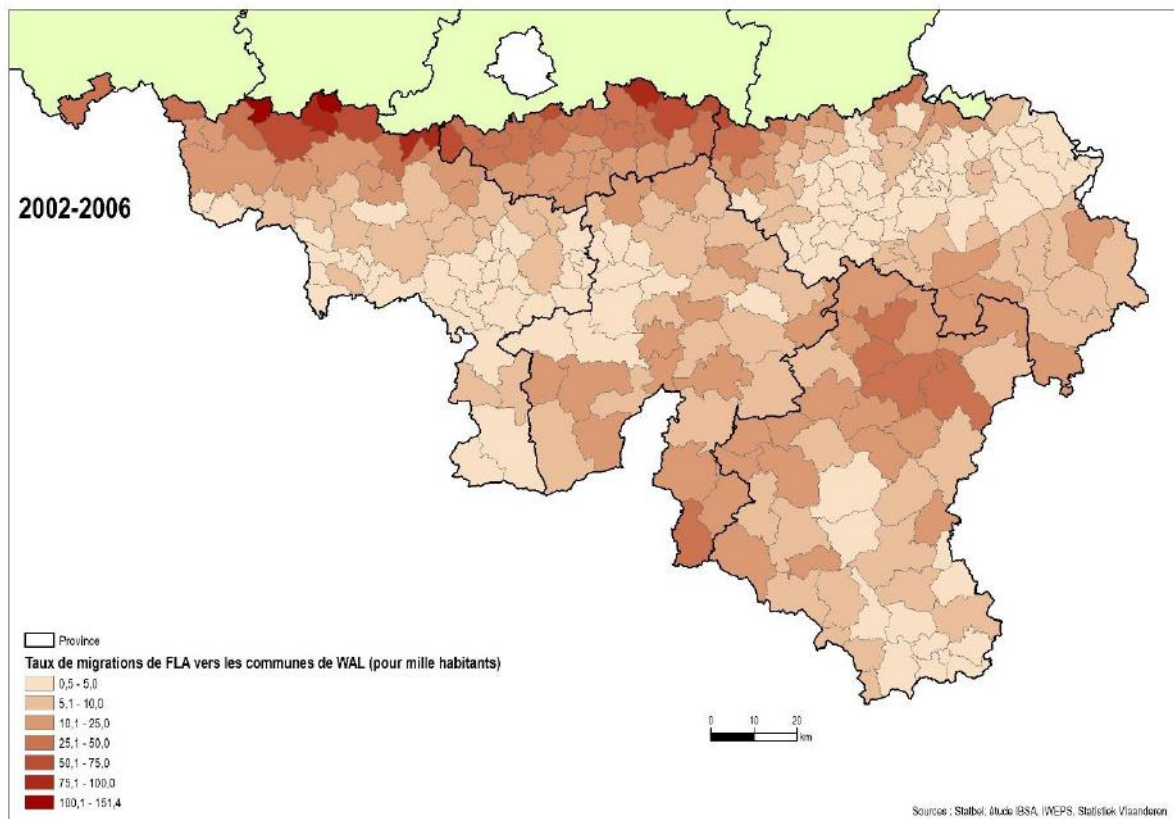 2002-2006
Province
Taux de migrations de FLA vers les communes de WAL (pour mille habitants)
0,5 - 5,0
5,1 - 10,0
10,1 - 25,0
25,1 - 50,0
50,1 - 75,0
75,1 - 100,0
100,1 - 151,4
0 10 20
km
Sources : Statbel; étude IBSA, IWEPS, Statistiek Vlaanderen